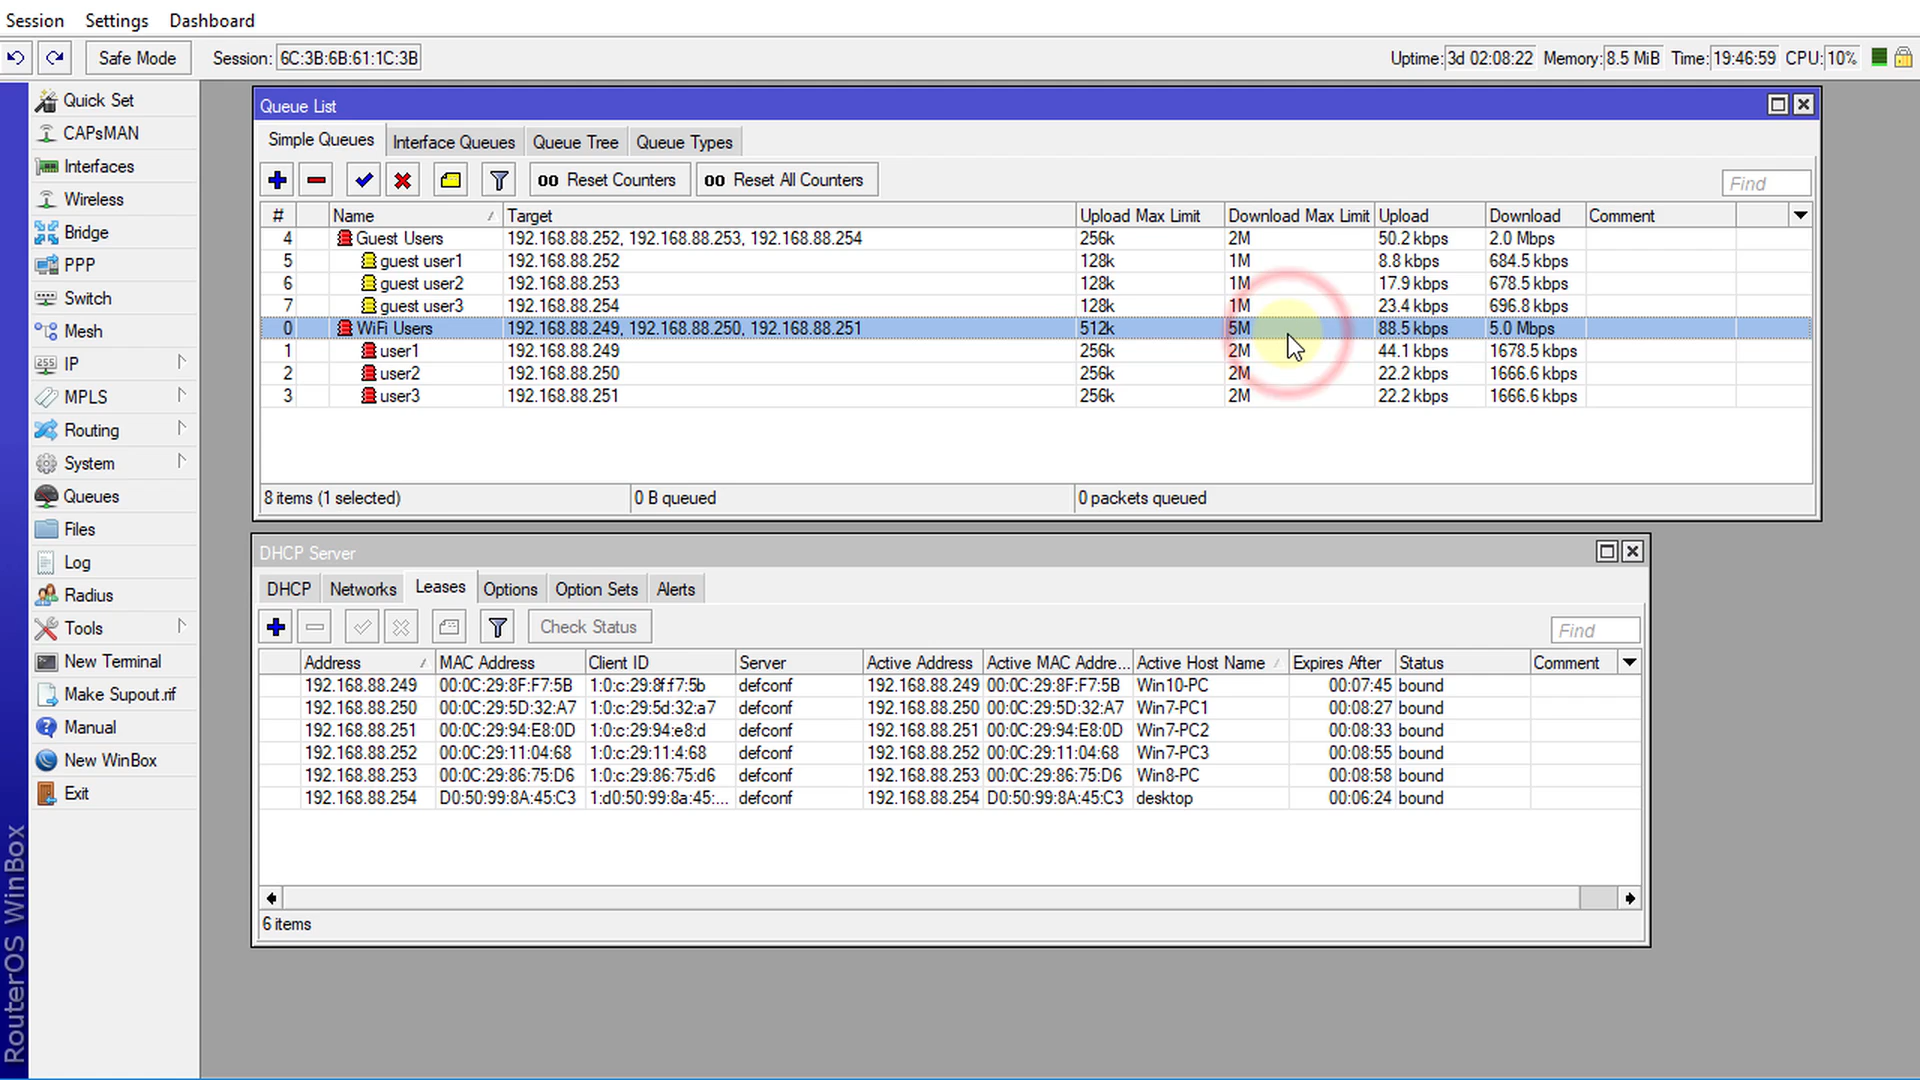 Session Settings Dashboard
Safe Mode Session: 6C:3B:6B:61:1C:3B Uptime: 3d 02:08:22 Memory: 8.5 MiB Time: 19:46:59 CPU: 10%
Quick Set
CAPsMAN
Interfaces
Wireless
Bridge
PPP
Switch
Mesh
255 IP
MPLS
Routing
System
Queues
Files
Log
Radius
Tools
New Terminal
Make Supout.rif
Manual
New WinBox
Exit
RouterOS WinBox
Queue List
Simple Queues Interface Queues Queue Tree Queue Types
00 Reset Counters 00 Reset All Counters Find
# Name Target Upload Max Limit Download Max Limit Upload Download Comment
4 Guest Users 192.168.88.252, 192.168.88.253, 192.168.88.254 256k 2M 50.2 kbps 2.0 Mbps
5 guest user1 192.168.88.252 128k 1M 8.8 kbps 684.5 kbps
6 guest user2 192.168.88.253 128k 1M 17.9 kbps 678.5 kbps
7 guest user3 192.168.88.254 128k 1M 23.4 kbps 696.8 kbps
0 WiFi Users 192.168.88.249, 192.168.88.250, 192.168.88.251 512k 5M 88.5 kbps 5.0 Mbps
1 user1 192.168.88.249 256k 2M 44.1 kbps 1678.5 kbps
2 user2 192.168.88.250 256k 2M 22.2 kbps 1666.6 kbps
3 user3 192.168.88.251 256k 2M 22.2 kbps 1666.6 kbps
8 items (1 selected) 0 B queued 0 packets queued
DHCP Server
DHCP Networks Leases Options Option Sets Alerts
Check Status Find
Address MAC Address Client ID Server Active Address Active MAC Addre... Active Host Name Expires After Status Comment
192.168.88.249 00:0C:29:8F:F7:5B 1:0:c:29:8f:f7:5b defconf 192.168.88.249 00:0C:29:8F:F7:5B Win10-PC 00:07:45 bound
192.168.88.250 00:0C:29:5D:32:A7 1:0:c:29:5d:32:a7 defconf 192.168.88.250 00:0C:29:5D:32:A7 Win7-PC1 00:08:27 bound
192.168.88.251 00:0C:29:94:E8:0D 1:0:c:29:94:e8:d defconf 192.168.88.251 00:0C:29:94:E8:0D Win7-PC2 00:08:33 bound
192.168.88.252 00:0C:29:11:04:68 1:0:c:29:11:4:68 defconf 192.168.88.252 00:0C:29:11:04:68 Win7-PC3 00:08:55 bound
192.168.88.253 00:0C:29:86:75:D6 1:0:c:29:86:75:d6 defconf 192.168.88.253 00:0C:29:86:75:D6 Win8-PC 00:08:58 bound
192.168.88.254 D0:50:99:8A:45:C3 1:d0:50:99:8a:45:... defconf 192.168.88.254 D0:50:99:8A:45:C3 desktop 00:06:24 bound
6 items